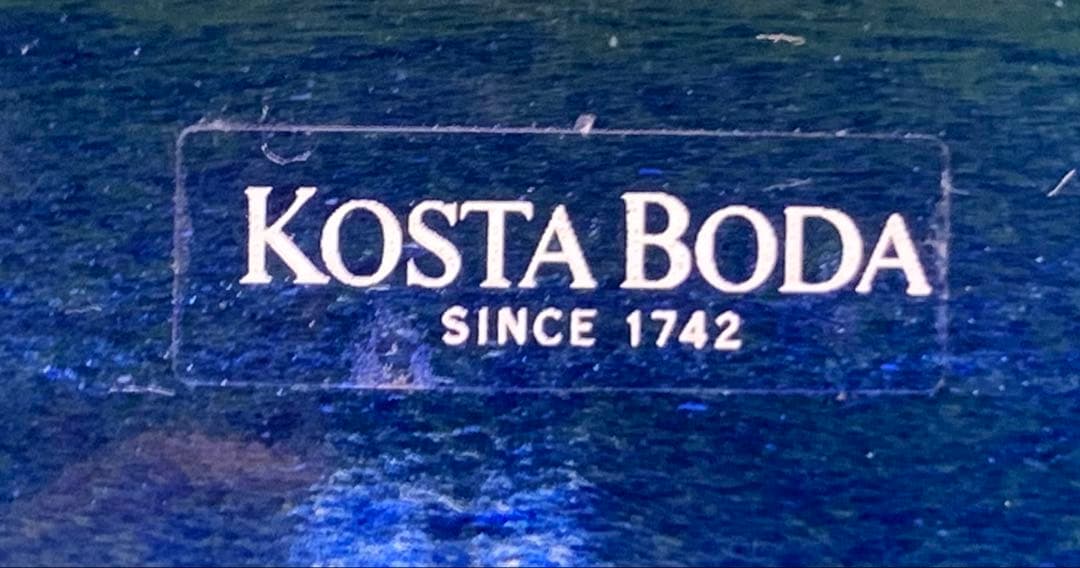 KOSTA BODA
SINCE 1742